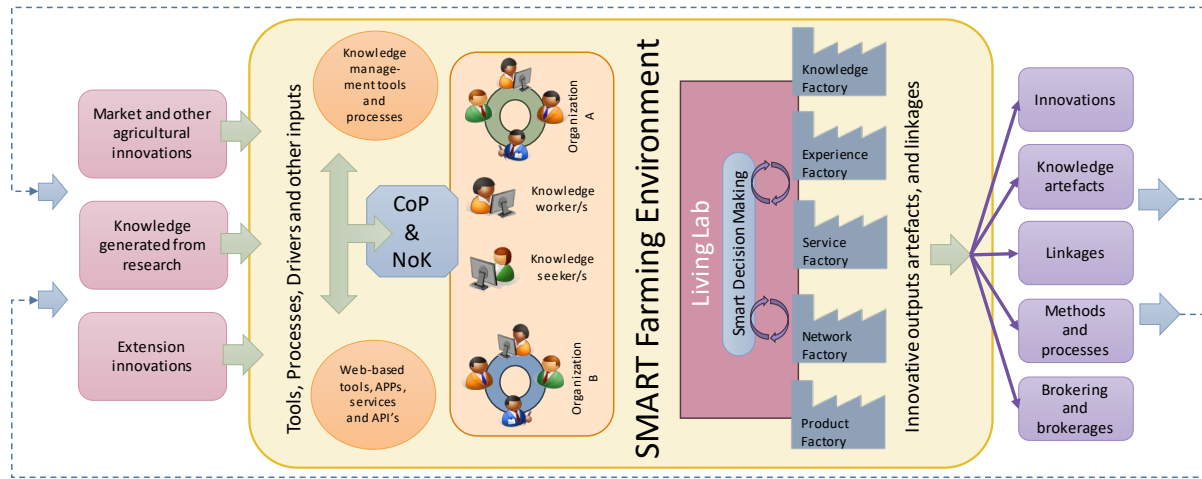 Market and other
agricultural
innovations
Knowledge
generated from
research
Extension
innovations
Tools, Processes, Drivers and other inputs
Knowledge
manage-
ment tools
and
processes
CoP
&
NoK
Web-based
tools, APPs,
services
and API's
Organization
A
Knowledge
worker/s
Knowledge
seeker/s
Organization
B
SMART Farming Environment
Living Lab
Smart Decision Making
Knowledge
Factory
Experience
Factory
Service
Factory
Network
Factory
Product
Factory
Innovative outputs artefacts, and linkages
Innovations
Knowledge
artefacts
Linkages
Methods and
processes
Brokering
and
brokerages